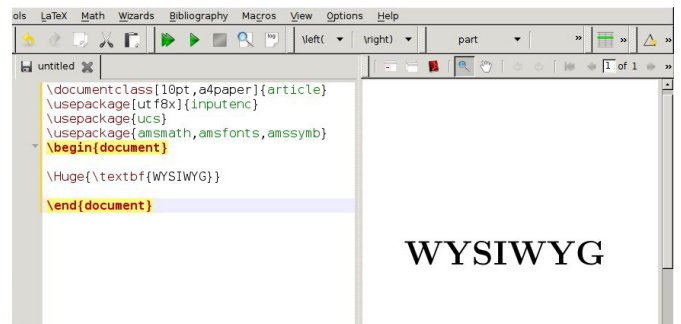 ols LaTeX Math Wizards Bibliography Macros View Options Help
log \left( \right) part » »
untitled 1 of 1 »
\documentclass[10pt,a4paper]{article}
\usepackage[utf8x]{inputenc}
\usepackage{ucs}
\usepackage{amsmath,amsfonts,amssymb}
\begin{document}
\Huge{\textbf{WYSIWYG}}
\end{document}
WYSIWYG